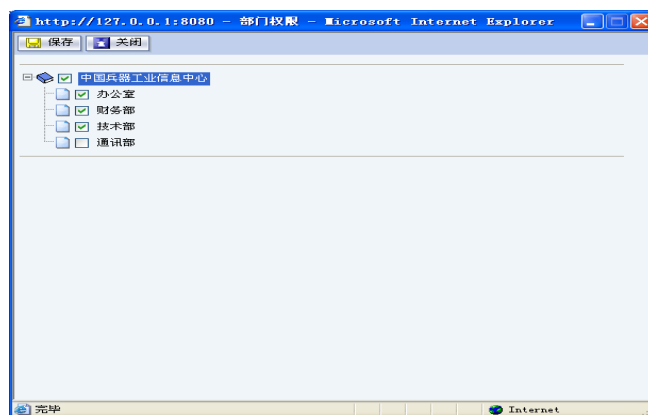 http://127.0.0.1:8080 - 部门权限 - Microsoft Internet Explorer
保存 关闭
中国兵器工业信息中心
办公室
财务部
技术部
通讯部
完毕 Internet